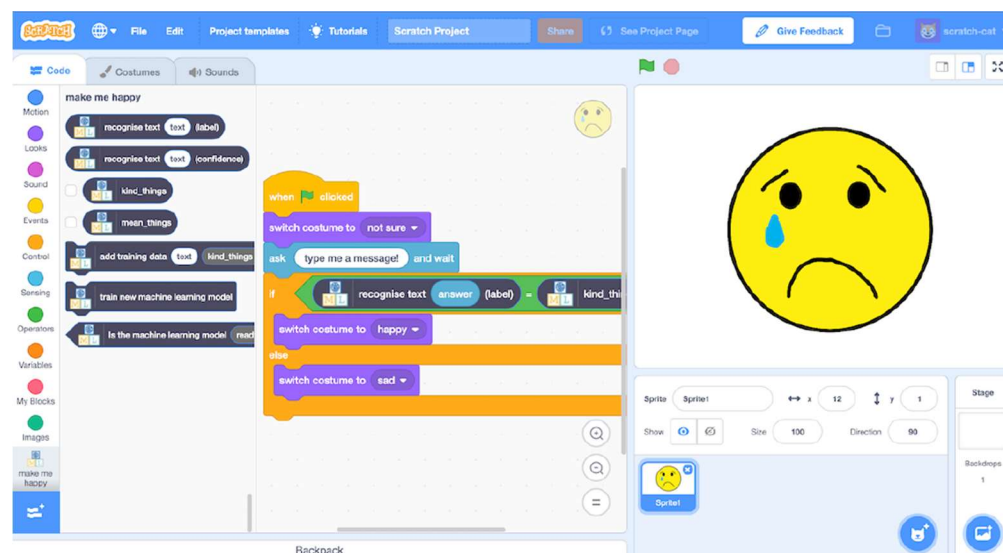 SCRATCH
File
Edit
Project templates
Tutorials
Scratch Project
Share
See Project Page
Give Feedback
scratch-cat
Code
Costumes
Sounds
Motion
Looks
Sound
Events
Control
Sensing
Operators
Variables
My Blocks
Images
make me
happy
make me happy
recognise text text (label)
recognise text text (confidence)
kind_things
mean_things
add training data text kind_things
train new machine learning model
Is the machine learning model read
when clicked
switch costume to not sure
ask type me a message! and wait
if recognise text answer (label) = kind_thi
switch costume to happy
else
switch costume to sad
Sprite Sprite1 x 12 y 1
Show Size 100 Direction 90
Sprite1
Stage
Backdrops
1
Backpack